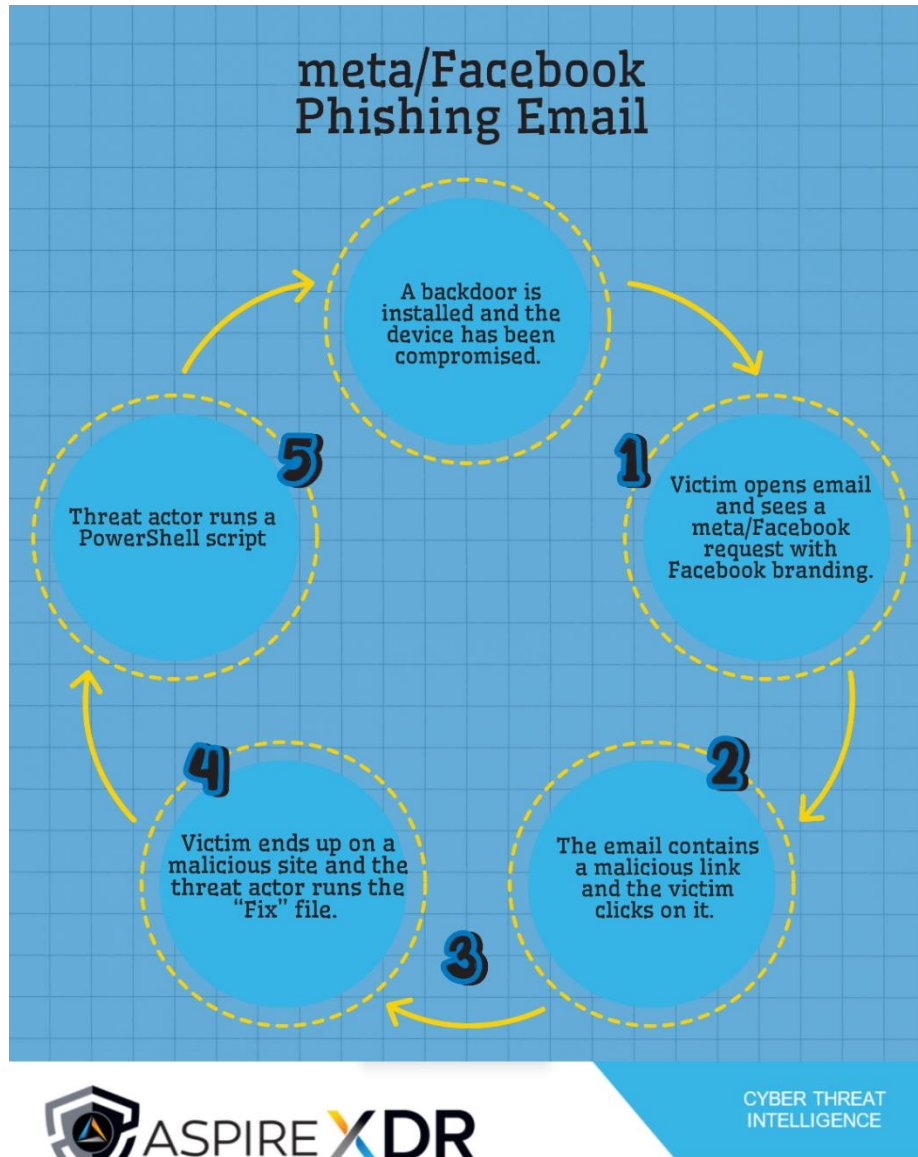 meta/Facebook
Phishing Email
A backdoor is
installed and the
device has been
compromised.
1
Victim opens email
and sees a
meta/Facebook
request with
Facebook branding.
2
The email contains
a malicious link
and the victim
clicks on it.
3
4
Victim ends up on a
malicious site and the
threat actor runs the
“Fix” file.
5
Threat actor runs a
PowerShell script
ASPIRE XDR
CYBER THREAT
INTELLIGENCE